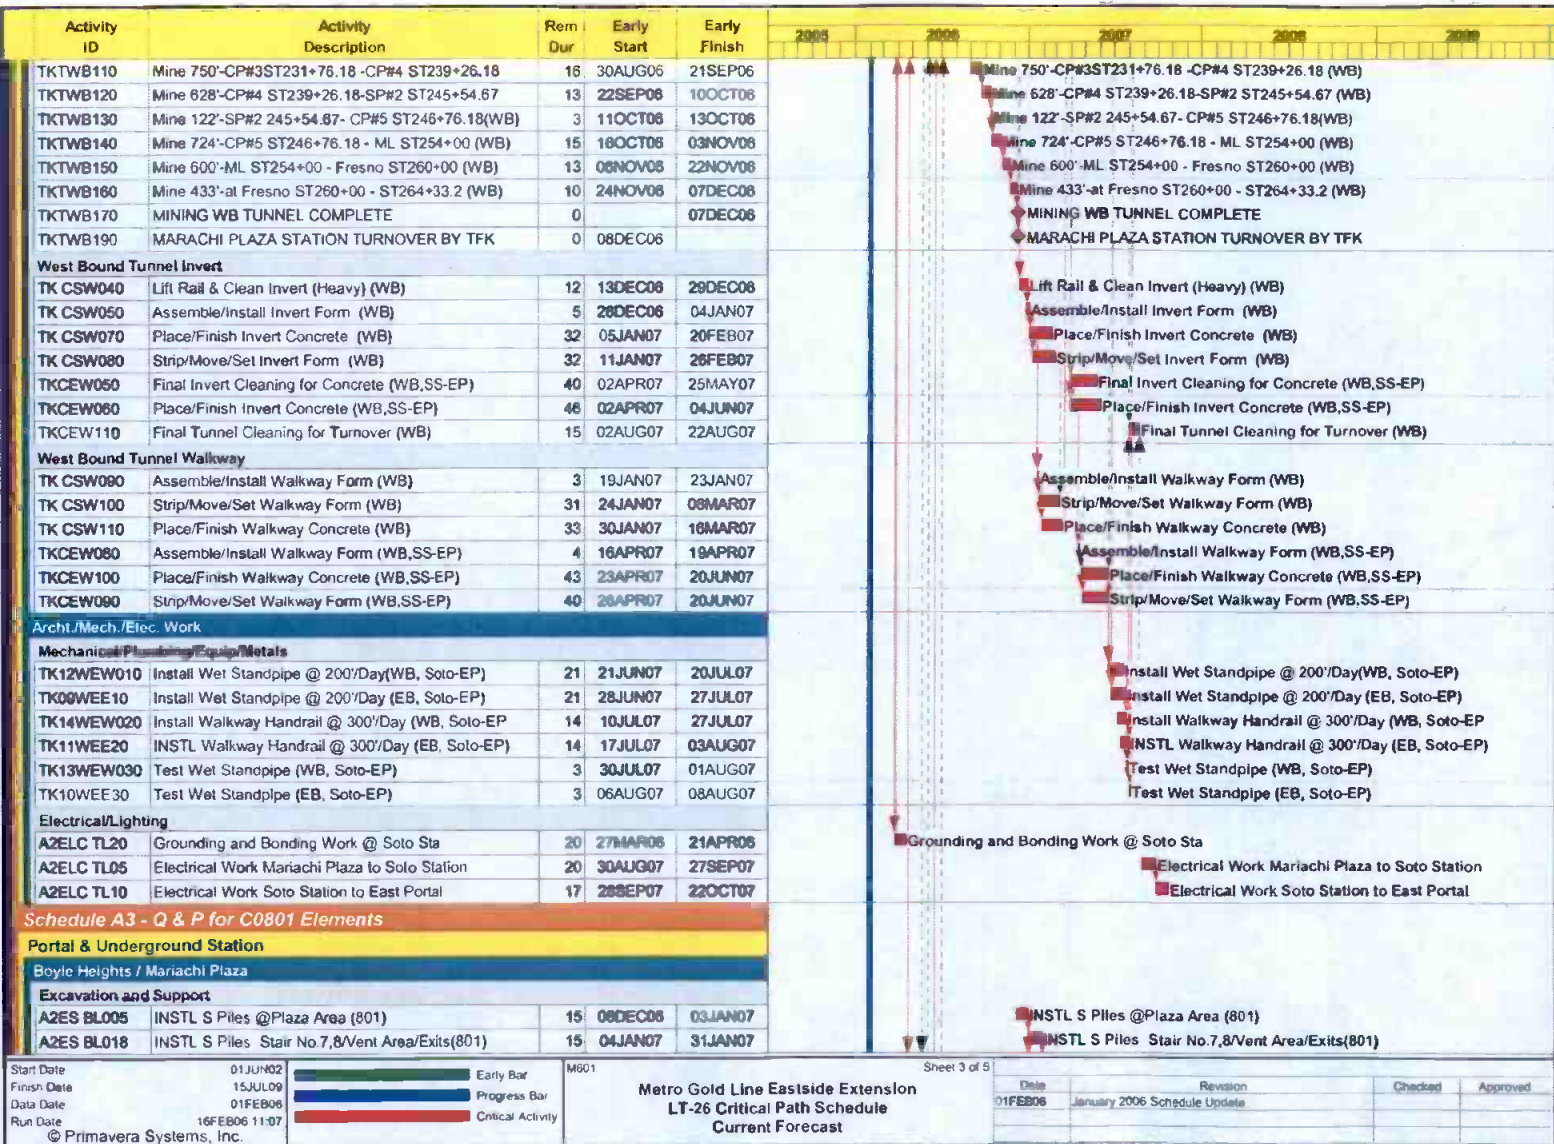 Activity ID Activity Description Rem Dur Early Start Early Finish 2005 2006 2007 2008 2009
TKTWB110 Mine 750'-CP#3ST231+76.18 -CP#4 ST239+26.18 16 30AUG06 21SEP06 Mine 750'-CP#3ST231+76.18 -CP#4 ST239+26.18 (WB)
TKTWB120 Mine 628'-CP#4 ST239+26.18-SP#2 ST245+54.67 13 22SEP06 10OCT06 Mine 628'-CP#4 ST239+26.18-SP#2 ST245+54.67 (WB)
TKTWB130 Mine 122'-SP#2 245+54.67- CP#5 ST246+76.18(WB) 3 11OCT06 13OCT06 Mine 122'-SP#2 245+54.67- CP#5 ST246+76.18(WB)
TKTWB140 Mine 724'-CP#5 ST246+76.18 - ML ST254+00 (WB) 15 16OCT06 03NOV06 Mine 724'-CP#5 ST246+76.18 - ML ST254+00 (WB)
TKTWB150 Mine 600'-ML ST254+00 - Fresno ST260+00 (WB) 13 06NOV06 22NOV06 Mine 600'-ML ST254+00 - Fresno ST260+00 (WB)
TKTWB160 Mine 433'-at Fresno ST260+00 - ST264+33.2 (WB) 10 24NOV06 07DEC06 Mine 433'-at Fresno ST260+00 - ST264+33.2 (WB)
TKTWB170 MINING WB TUNNEL COMPLETE 0 07DEC06 MINING WB TUNNEL COMPLETE
TKTWB190 MARACHI PLAZA STATION TURNOVER BY TFK 0 08DEC06 MARACHI PLAZA STATION TURNOVER BY TFK
West Bound Tunnel Invert
TK CSW040 Lift Rail & Clean Invert (Heavy) (WB) 12 13DEC06 29DEC06 Lift Rail & Clean Invert (Heavy) (WB)
TK CSW050 Assemble/Install Invert Form (WB) 5 28DEC06 04JAN07 Assemble/Install Invert Form (WB)
TK CSW070 Place/Finish Invert Concrete (WB) 32 05JAN07 20FEB07 Place/Finish Invert Concrete (WB)
TK CSW080 Strip/Move/Set Invert Form (WB) 32 11JAN07 26FEB07 Strip/Move/Set Invert Form (WB)
TKCEW050 Final Invert Cleaning for Concrete (WB,SS-EP) 40 02APR07 25MAY07 Final Invert Cleaning for Concrete (WB,SS-EP)
TKCEW060 Place/Finish Invert Concrete (WB,SS-EP) 46 02APR07 04JUN07 Place/Finish Invert Concrete (WB,SS-EP)
TKCEW110 Final Tunnel Cleaning for Turnover (WB) 15 02AUG07 22AUG07 Final Tunnel Cleaning for Turnover (WB)
West Bound Tunnel Walkway
TK CSW090 Assemble/Install Walkway Form (WB) 3 19JAN07 23JAN07 Assemble/Install Walkway Form (WB)
TK CSW100 Strip/Move/Set Walkway Form (WB) 31 24JAN07 08MAR07 Strip/Move/Set Walkway Form (WB)
TK CSW110 Place/Finish Walkway Concrete (WB) 33 30JAN07 16MAR07 Place/Finish Walkway Concrete (WB)
TKCEW080 Assemble/Install Walkway Form (WB,SS-EP) 4 16APR07 19APR07 Assemble/Install Walkway Form (WB,SS-EP)
TKCEW100 Place/Finish Walkway Concrete (WB,SS-EP) 43 23APR07 20JUN07 Place/Finish Walkway Concrete (WB,SS-EP)
TKCEW090 Strip/Move/Set Walkway Form (WB,SS-EP) 40 26APR07 20JUN07 Strip/Move/Set Walkway Form (WB,SS-EP)
Archt./Mech./Elec. Work
Mechanical/Plumbing/Equip/Metals
TK12WEW010 Install Wet Standpipe @ 200'/Day(WB, Soto-EP) 21 21JUN07 20JUL07 Install Wet Standpipe @ 200'/Day(WB, Soto-EP)
TK09WEE10 Install Wet Standpipe @ 200'/Day (EB, Soto-EP) 21 28JUN07 27JUL07 Install Wet Standpipe @ 200'/Day (EB, Soto-EP)
TK14WEW020 Install Walkway Handrail @ 300'/Day (WB, Soto-EP 14 10JUL07 27JUL07 Install Walkway Handrail @ 300'/Day (WB, Soto-EP
TK11WEE20 INSTL Walkway Handrail @ 300'/Day (EB, Soto-EP) 14 17JUL07 03AUG07 INSTL Walkway Handrail @ 300'/Day (EB, Soto-EP)
TK13WEW030 Test Wet Standpipe (WB, Soto-EP) 3 30JUL07 01AUG07 Test Wet Standpipe (WB, Soto-EP)
TK10WEE30 Test Wet Standpipe (EB, Soto-EP) 3 06AUG07 08AUG07 Test Wet Standpipe (EB, Soto-EP)
Electrical/Lighting
A2ELC TL20 Grounding and Bonding Work @ Soto Sta 20 27MAR06 21APR06 Grounding and Bonding Work @ Soto Sta
A2ELC TL05 Electrical Work Mariachi Plaza to Soto Station 20 30AUG07 27SEP07 Electrical Work Mariachi Plaza to Soto Station
A2ELC TL10 Electrical Work Soto Station to East Portal 17 28SEP07 22OCT07 Electrical Work Soto Station to East Portal
Schedule A3 - Q & P for C0801 Elements
Portal & Underground Station
Boyle Heights / Mariachi Plaza
Excavation and Support
A2ES BL005 INSTL S Piles @Plaza Area (801) 15 08DEC06 03JAN07 INSTL S Piles @Plaza Area (801)
A2ES BL018 INSTL S Piles Stair No.7,8/Vent Area/Exits(801) 15 04JAN07 31JAN07 INSTL S Piles Stair No.7,8/Vent Area/Exits(801)
Start Date 01JUN02
Finish Date 15JUL09
Data Date 01FEB06
Run Date 16FEB06 11:07
© Primavera Systems, Inc.
Early Bar
Progress Bar
Critical Activity
M601 Sheet 3 of 5
Metro Gold Line Eastside Extension
LT-26 Critical Path Schedule
Current Forecast
Date Revision Checked Approved
01FEB06 January 2006 Schedule Update